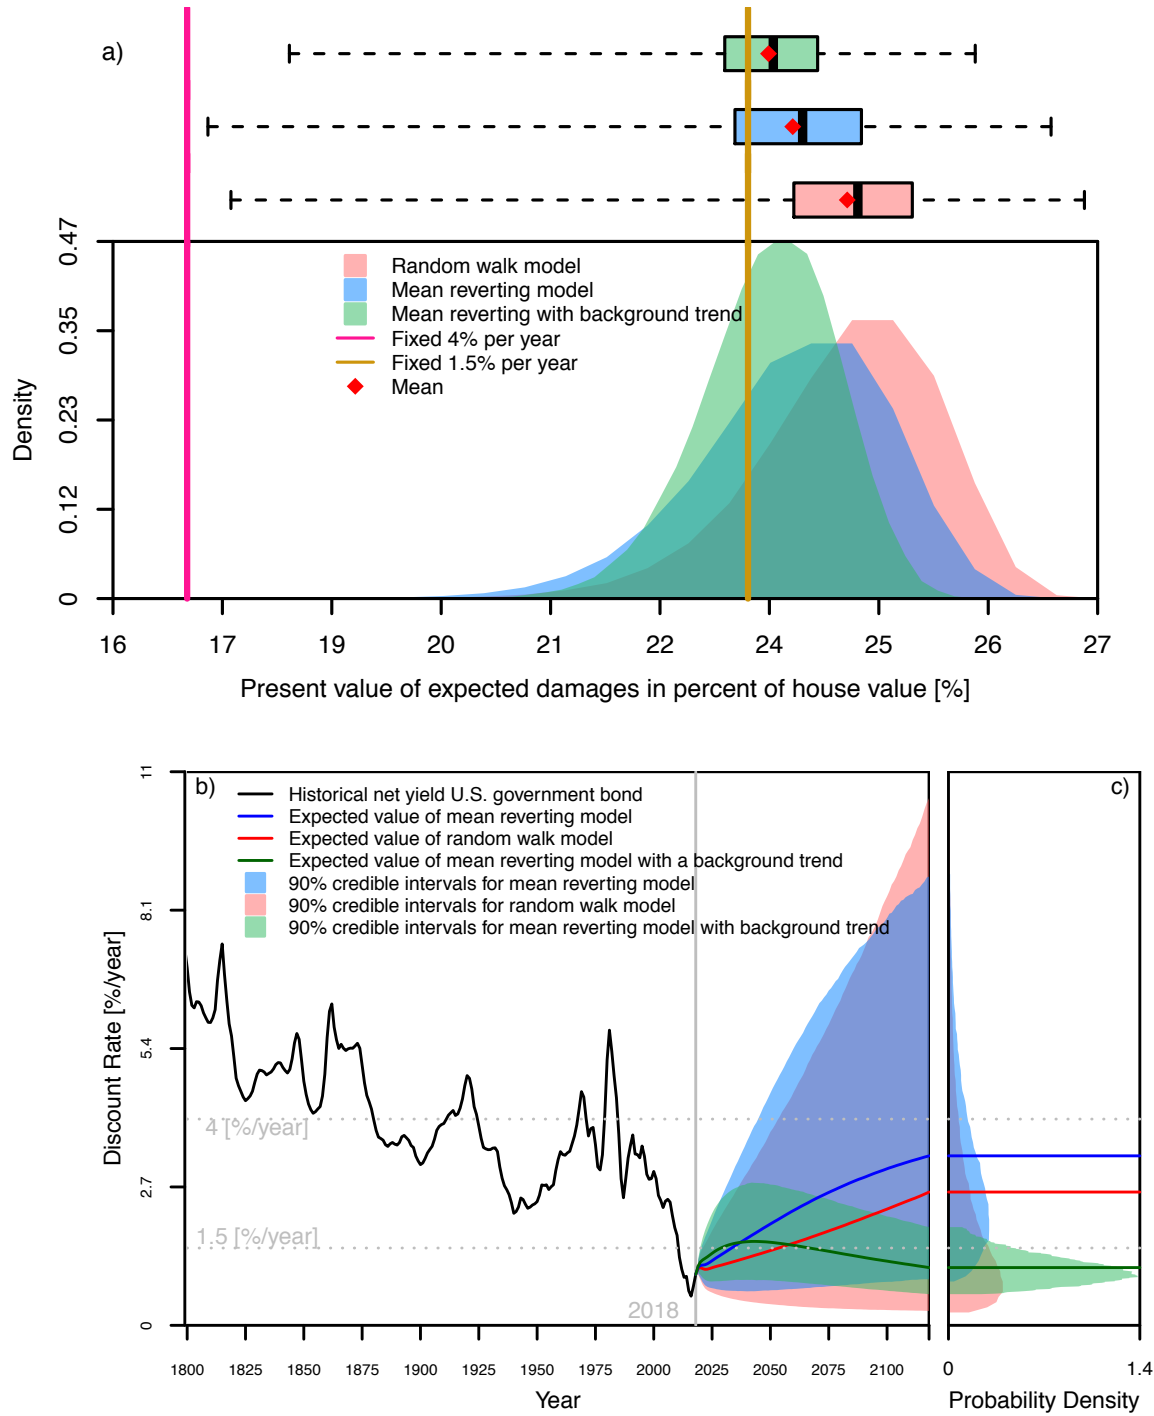 a)
Random walk model
Mean reverting model
Mean reverting with background trend
Fixed 4% per year
Fixed 1.5% per year
Mean
Density
0 0.12 0.23 0.35 0.47
16 17 19 20 21 22 24 25 26 27
Present value of expected damages in percent of house value [%]
b)
Historical net yield U.S. government bond
Expected value of mean reverting model
Expected value of random walk model
Expected value of mean reverting model with a background trend
90% credible intervals for mean reverting model
90% credible intervals for random walk model
90% credible intervals for mean reverting model with background trend
Discount Rate [%/year]
0 2.7 5.4 8.1 11
4 [%/year]
1.5 [%/year]
2018
1800 1825 1850 1875 1900 1925 1950 1975 2000 2025 2050 2075 2100
Year
c)
0 1.4
Probability Density